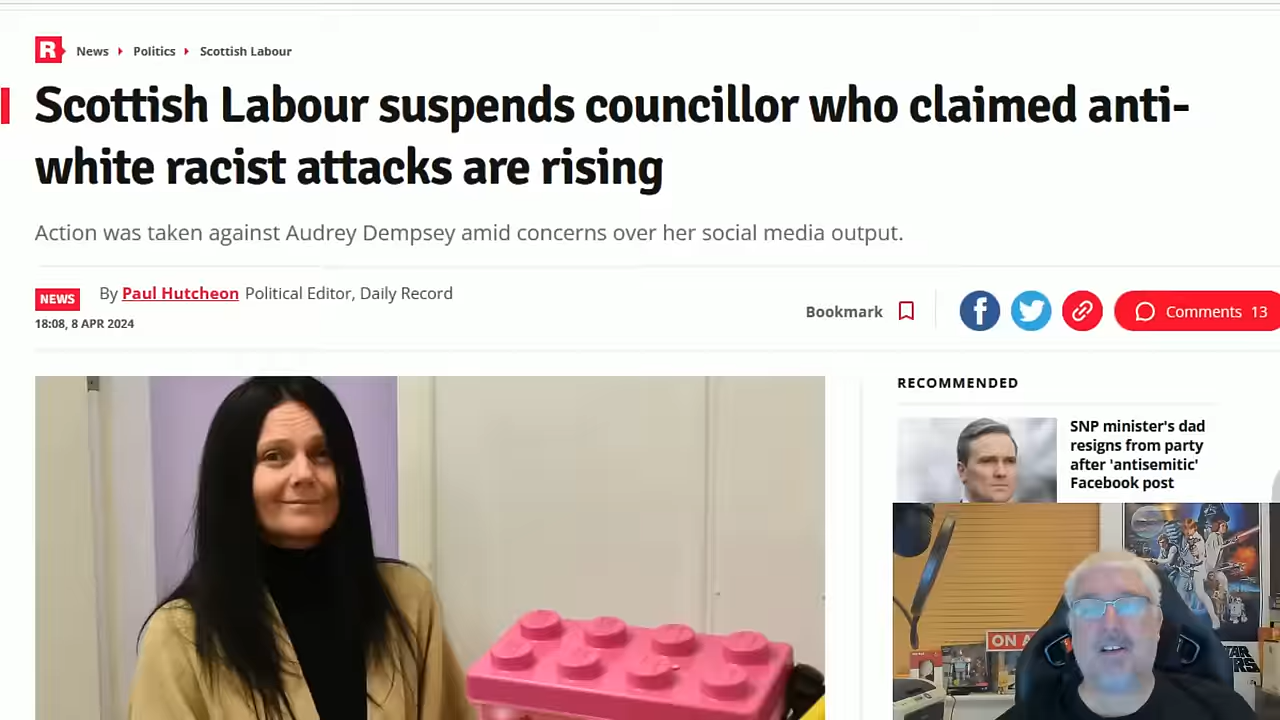 R News Politics Scottish Labour
Scottish Labour suspends councillor who claimed anti-
white racist attacks are rising
Action was taken against Audrey Dempsey amid concerns over her social media output.
NEWS By Paul Hutcheon Political Editor, Daily Record
18:08, 8 APR 2024
Bookmark
Comments 13
RECOMMENDED
SNP minister's dad
resigns from party
after 'antisemitic'
Facebook post
ON A